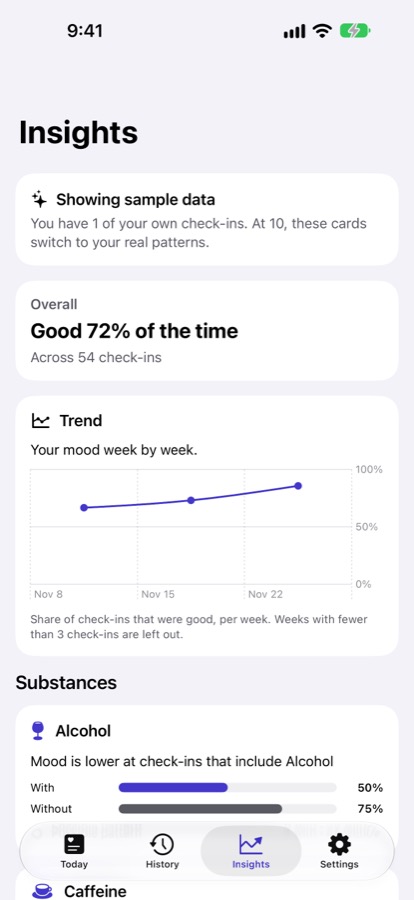 9:41
Insights
Showing sample data
You have 1 of your own check-ins. At 10, these cards
switch to your real patterns.
Overall
Good 72% of the time
Across 54 check-ins
Trend
Your mood week by week.
100%
50%
0%
Nov 8 Nov 15 Nov 22
Share of check-ins that were good, per week. Weeks with fewer
than 3 check-ins are left out.
Substances
Alcohol
Mood is lower at check-ins that include Alcohol
With 50%
Without 75%
Today History Insights Settings
Caffeine